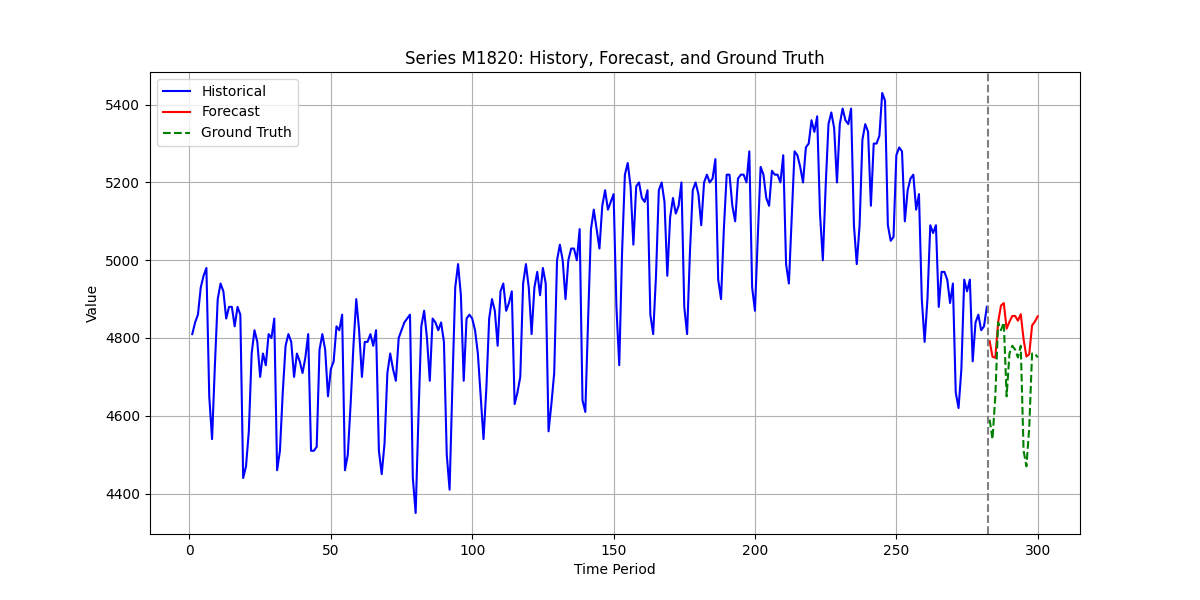 Series M1820: History, Forecast, and Ground Truth
Historical
Forecast
Ground Truth
5400
5200
5000
4800
4600
4400
Value
0 50 100 150 200 250 300
Time Period